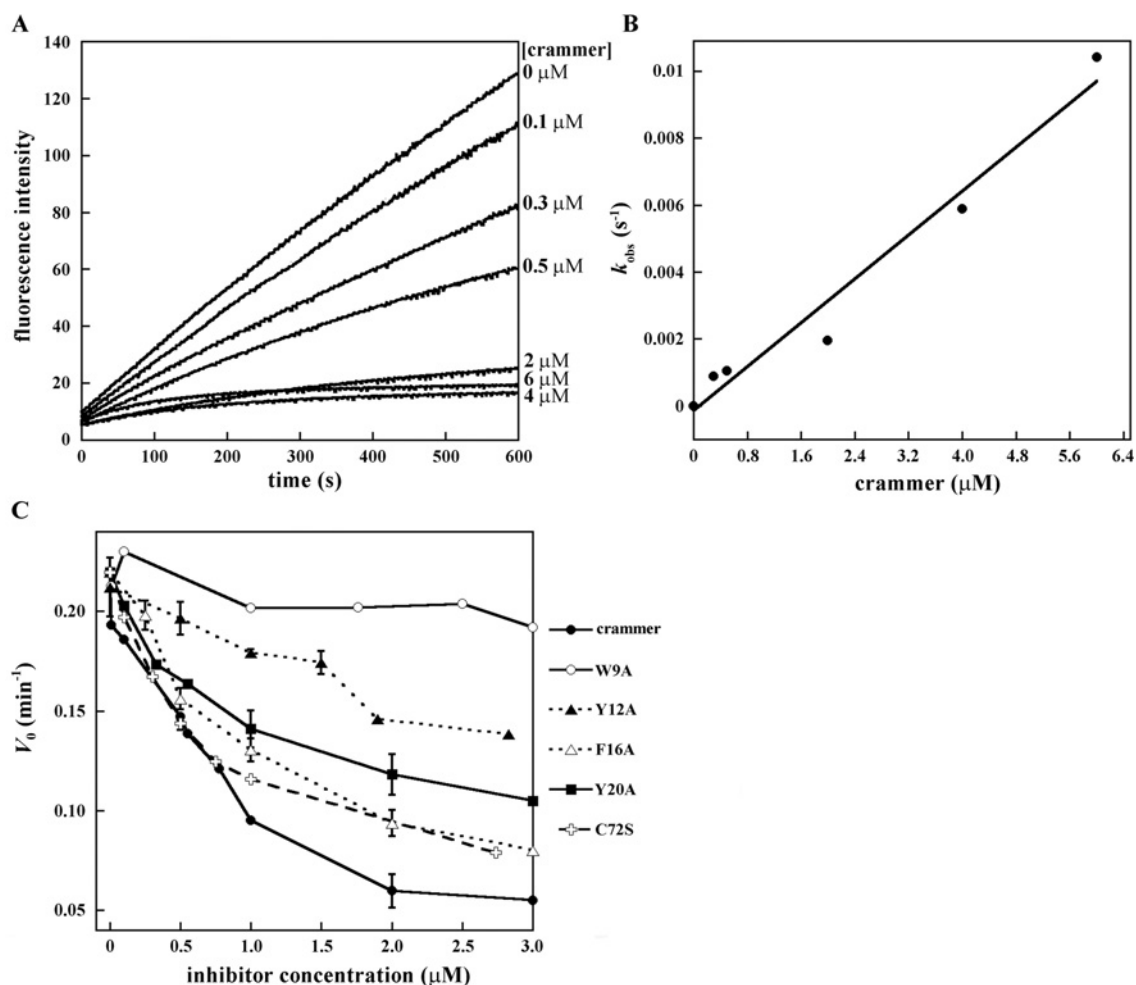 A
B
140
120
100
80
60
40
20
0
fluorescence intensity
0 100 200 300 400 500 600
time (s)
[crammer]
0 μM
0.1 μM
0.3 μM
0.5 μM
2 μM
6 μM
4 μM
0.01
0.008
0.006
0.004
0.002
0
kobs (s-1)
0 0.8 1.6 2.4 3.2 4.0 4.8 5.6 6.4
crammer (μM)
C
0.20
0.15
0.10
0.05
V0 (min-1)
0 0.5 1.0 1.5 2.0 2.5 3.0
inhibitor concentration (μM)
crammer
W9A
Y12A
F16A
Y20A
C72S